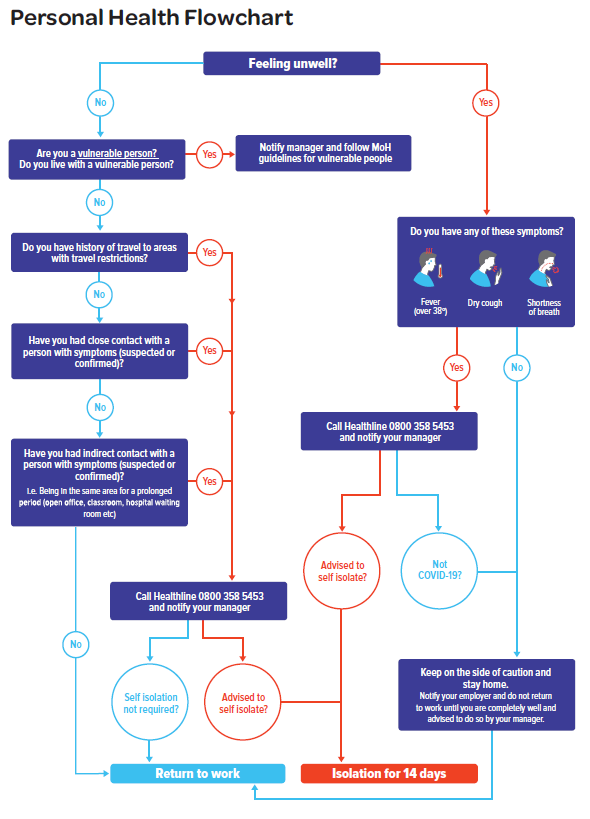 Personal Health Flowchart
Feeling unwell?
No
Yes
Are you a vulnerable person?
Do you live with a vulnerable person?
Yes
Notify manager and follow MoH
guidelines for vulnerable people
No
Do you have history of travel to areas
with travel restrictions?
Yes
No
Have you had close contact with a
person with symptoms (suspected or
confirmed)?
Yes
No
Have you had indirect contact with a
person with symptoms (suspected or
confirmed)?
i.e. Being in the same area for a prolonged
period (open office, classroom, hospital waiting
room etc)
Yes
No
Call Healthline 0800 358 5453
and notify your manager
Self isolation
not required?
Advised to
self isolate?
Do you have any of these symptoms?
Fever
(over 38°)
Dry cough
Shortness
of breath
Yes
No
Call Healthline 0800 358 5453
and notify your manager
Advised to
self isolate?
Not
COVID-19?
Keep on the side of caution and
stay home.
Notify your employer and do not return
to work until you are completely well and
advised to do so by your manager.
Return to work
Isolation for 14 days